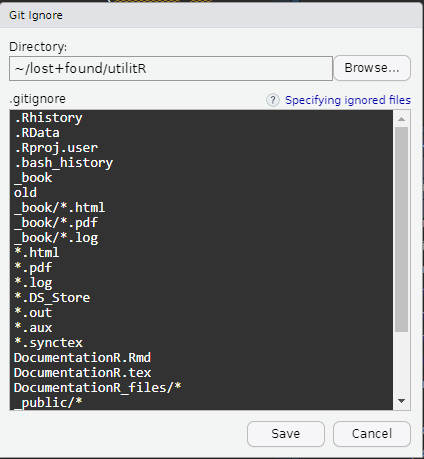 Git Ignore
Directory:
~/lost+found/utilitR
Browse...
.gitignore
? Specifying ignored files
.Rhistory
.RData
.Rproj.user
.bash_history
_book
old
_book/*.html
_book/*.pdf
_book/*.log
*.html
*.pdf
*.log
*.DS_Store
*.out
*.aux
*.synctex
DocumentationR.Rmd
DocumentationR.tex
DocumentationR_files/*
_public/*
Save
Cancel